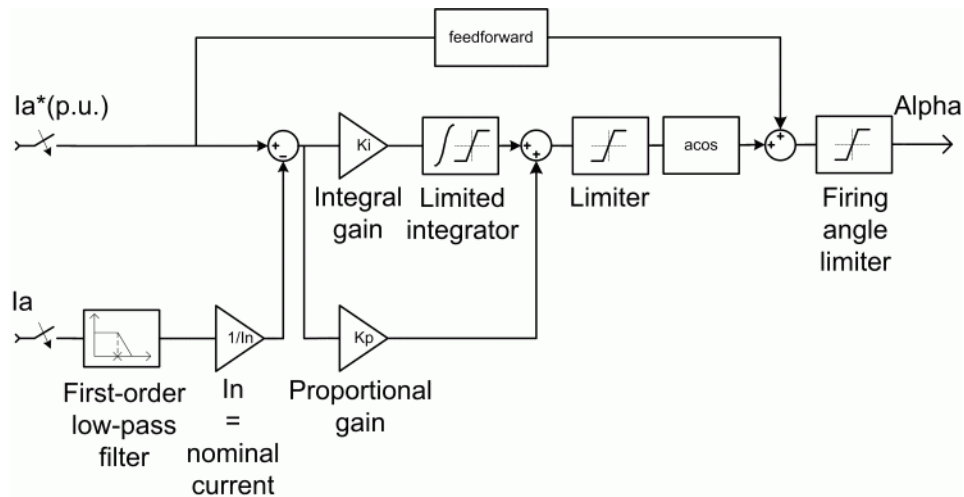 feedforward
Ia*(p.u.)
Alpha
+
-
Ki
+
+
acos
+
+
Integral
gain
Limited
integrator
Limiter
Firing
angle
limiter
Ia
1/In
Kp
First-order
low-pass
filter
In
=
nominal
current
Proportional
gain